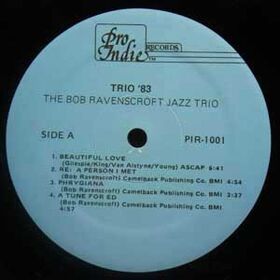 Pro
Indie
RECORDS
TM
TRIO '83
THE BOB RAVENSCROFT JAZZ TRIO
SIDE A
PIR-1001
1. BEAUTIFUL LOVE
(Gillespie/King/Van Alstyne/Young) ASCAP 6:41
2. RE: A PERSON I MET
(Bob Ravenscroft) Camelback Publishing Co. BMI 4:54
3. PHRYGIANA
(Bob Ravenscroft) Camelback Publishing Co. BMI 3:37
4. A TUNE FOR ED
(Bob Ravenscroft) Camelback Publishing Co. BMI
4:57